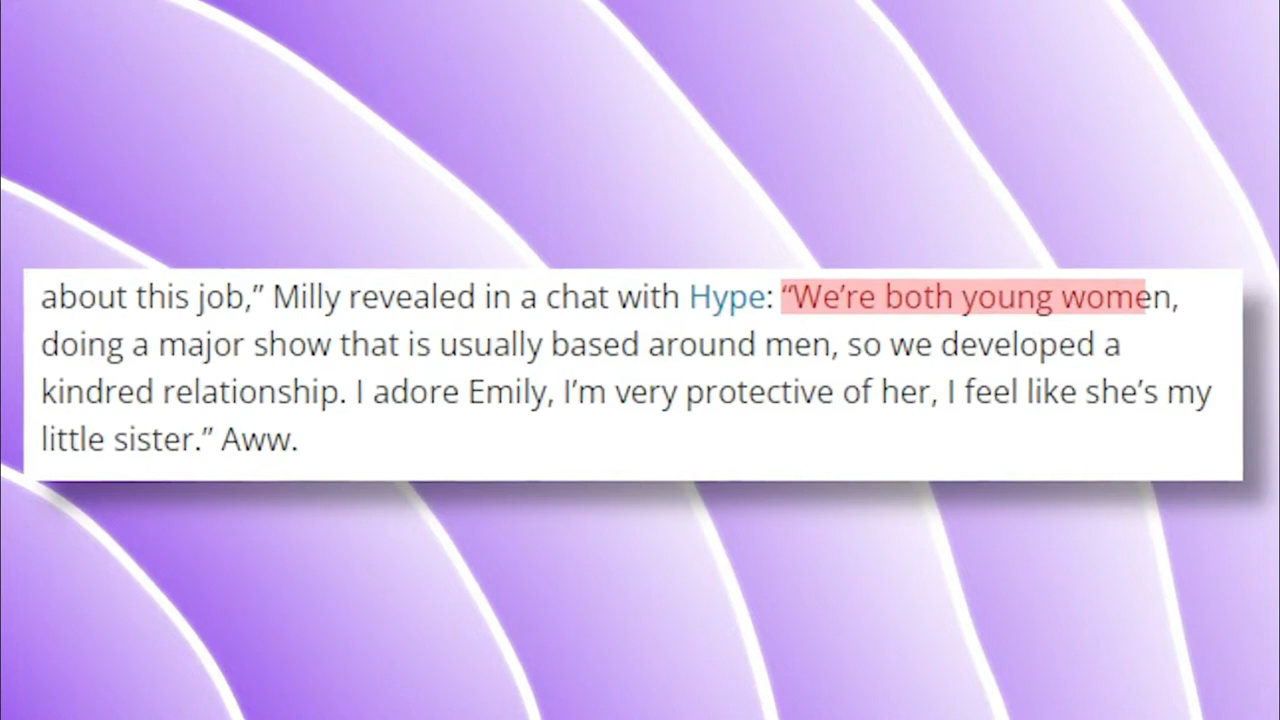 about this job,” Milly revealed in a chat with Hype: “We’re both young women,
doing a major show that is usually based around men, so we developed a
kindred relationship. I adore Emily, I’m very protective of her, I feel like she’s my
little sister.” Aww.